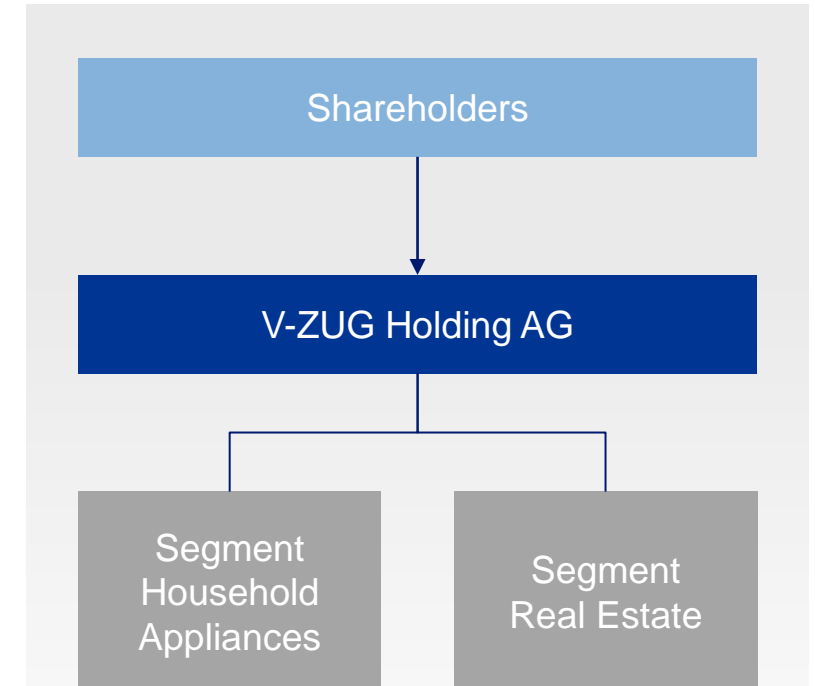 Shareholders
V-ZUG Holding AG
Segment
Household
Appliances
Segment
Real Estate